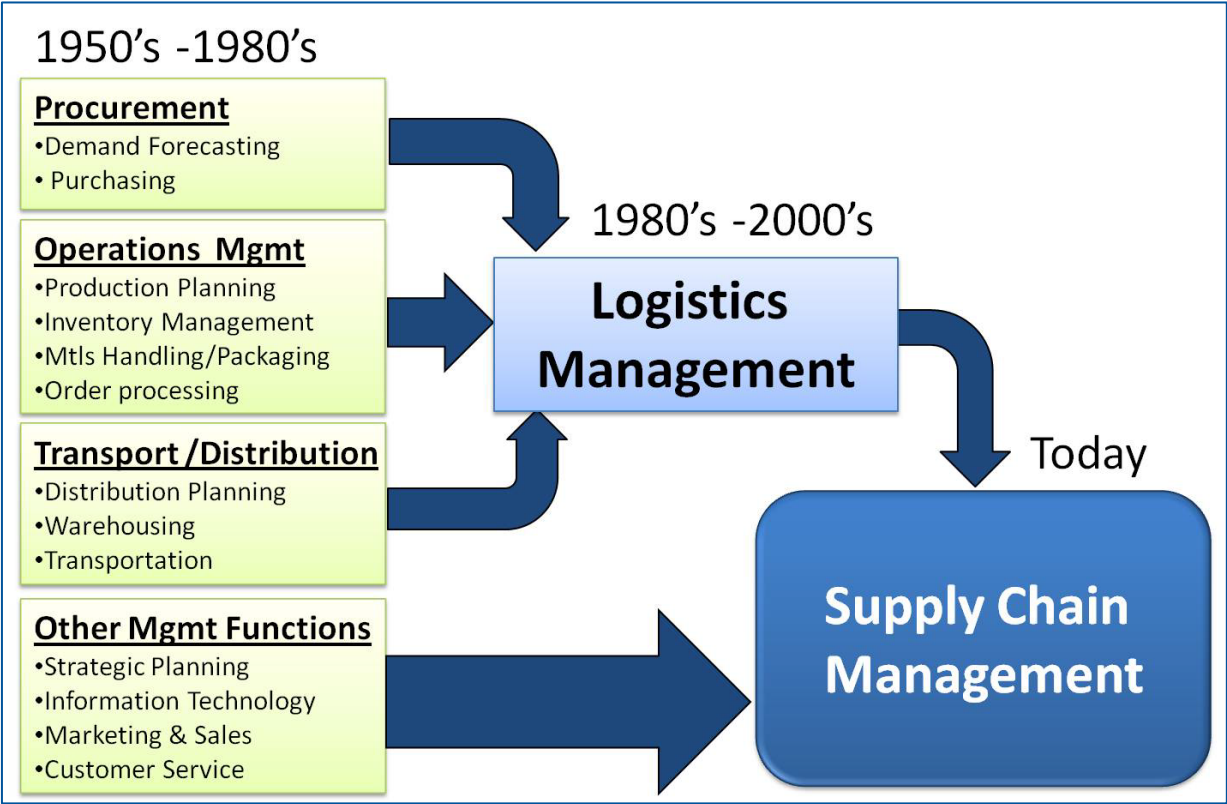 1950’s -1980’s
Procurement
•Demand Forecasting
• Purchasing
Operations Mgmt
•Production Planning
•Inventory Management
•Mtls Handling/Packaging
•Order processing
Transport /Distribution
•Distribution Planning
•Warehousing
•Transportation
Other Mgmt Functions
•Strategic Planning
•Information Technology
•Marketing & Sales
•Customer Service
1980’s -2000’s
Logistics
Management
Today
Supply Chain
Management